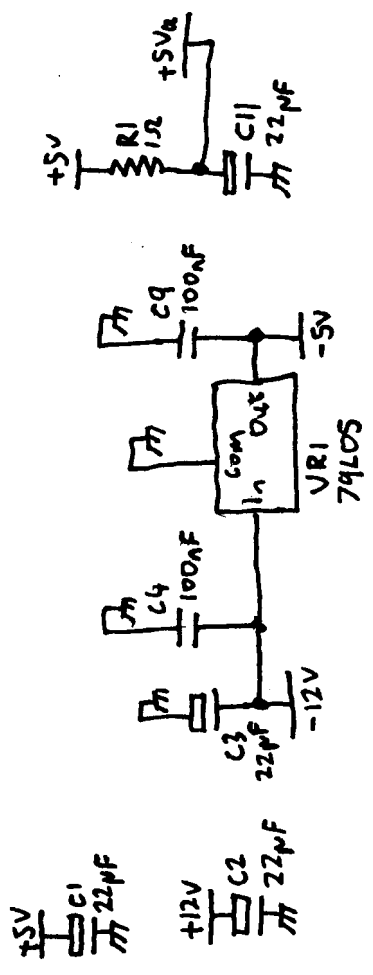 +5V
C1
22µF
+12V
C2
22µF
C3
22µF
-12V
C4
100nF
Com
In
Out
VR1
79L05
C9
100nF
-5V
+5V
R1
1Ω
+5Va
C11
22µF